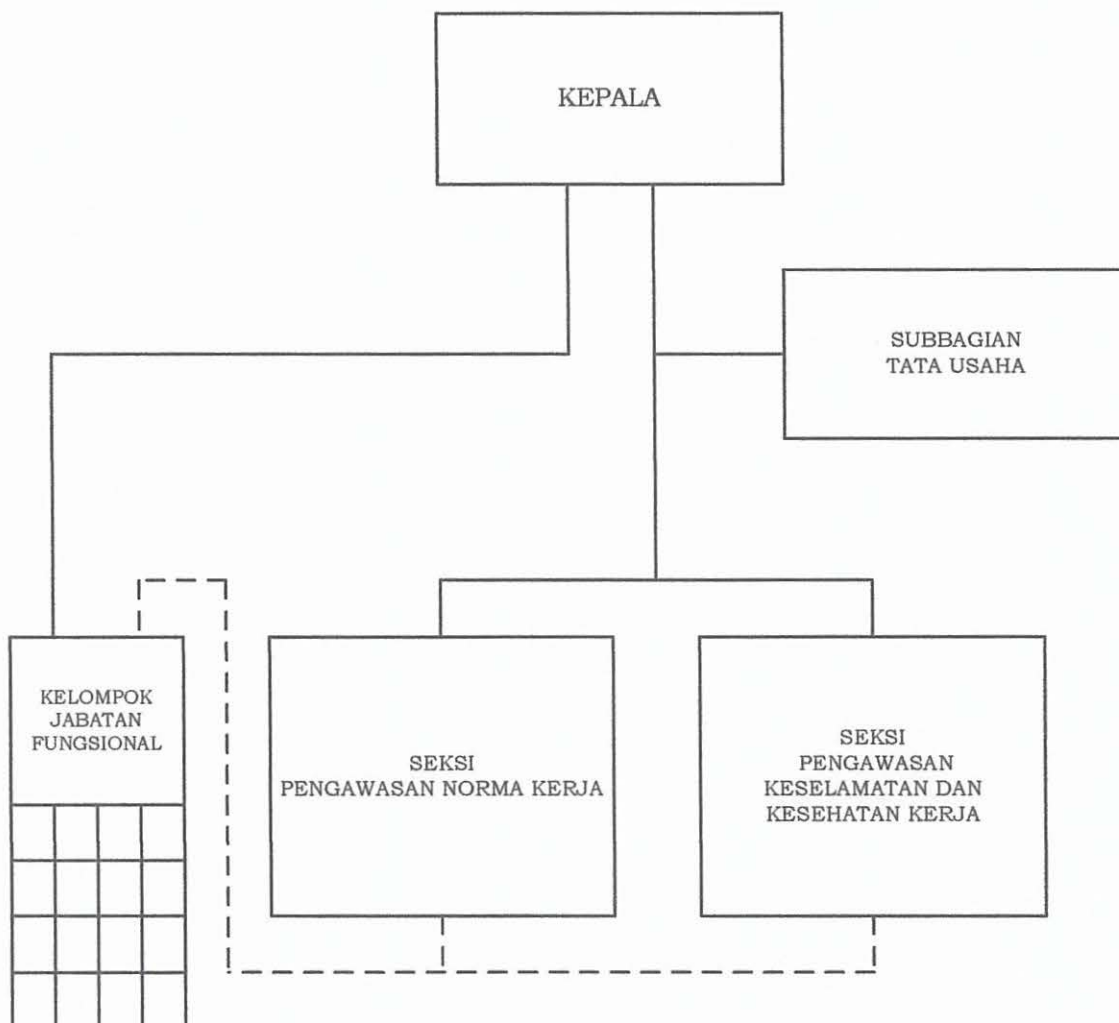 KEPALA
SUBBAGIAN
TATA USAHA
KELOMPOK
JABATAN
FUNGSIONAL
SEKSI
PENGAWASAN NORMA KERJA
SEKSI
PENGAWASAN
KESELAMATAN DAN
KESEHATAN KERJA